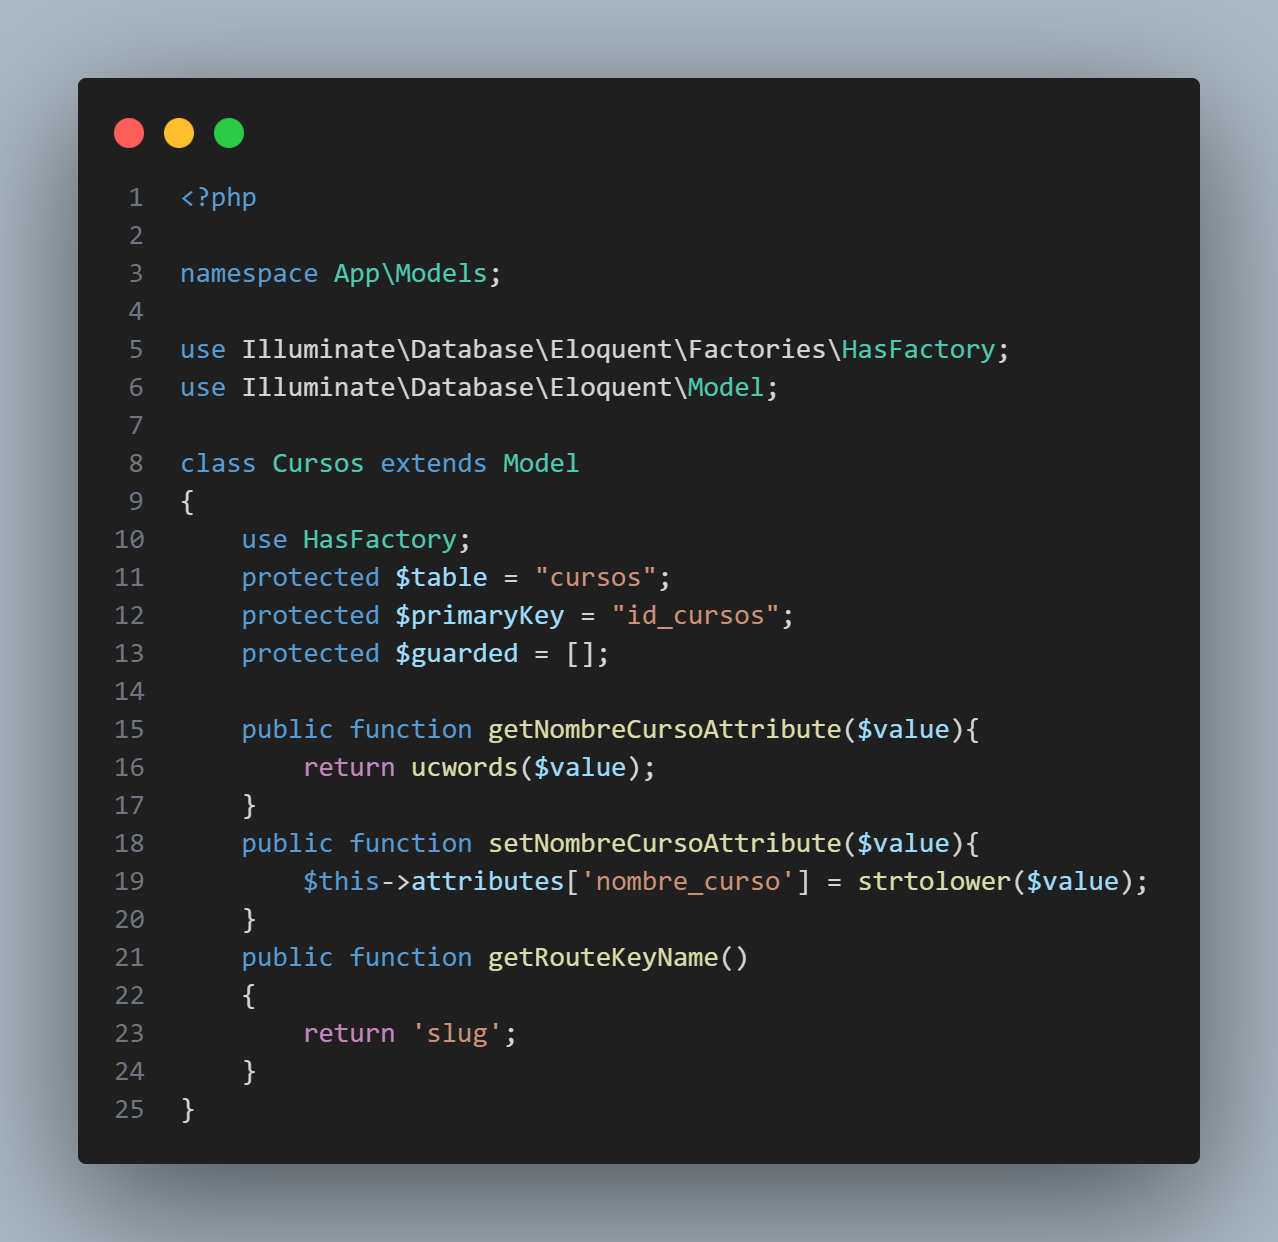 1 <?php
2
3 namespace App\Models;
4
5 use Illuminate\Database\Eloquent\Factories\HasFactory;
6 use Illuminate\Database\Eloquent\Model;
7
8 class Cursos extends Model
9 {
10     use HasFactory;
11     protected $table = "cursos";
12     protected $primaryKey = "id_cursos";
13     protected $guarded = [];
14
15     public function getNombreCursoAttribute($value){
16         return ucwords($value);
17     }
18     public function setNombreCursoAttribute($value){
19         $this->attributes['nombre_curso'] = strtolower($value);
20     }
21     public function getRouteKeyName()
22     {
23         return 'slug';
24     }
25 }